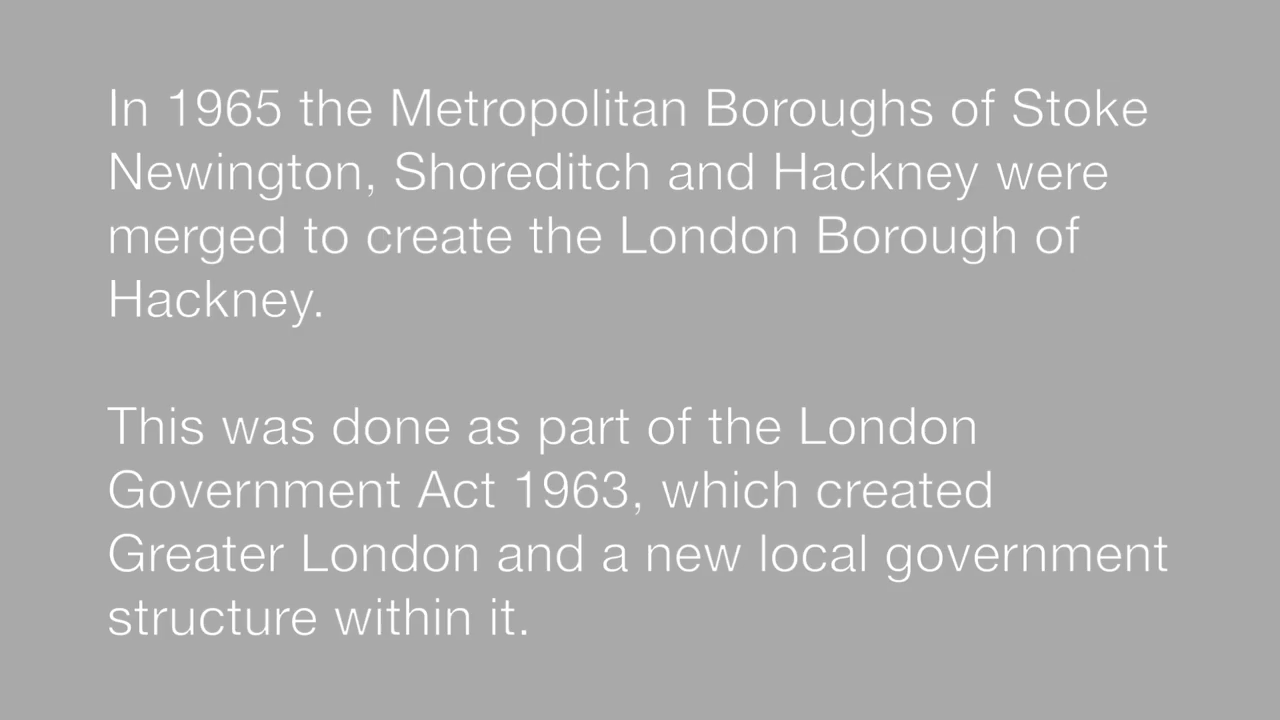 In 1965 the Metropolitan Boroughs of Stoke
Newington, Shoreditch and Hackney were
merged to create the London Borough of
Hackney.
This was done as part of the London
Government Act 1963, which created
Greater London and a new local government
structure within it.